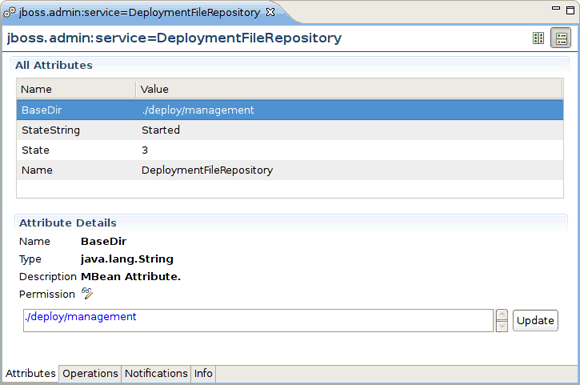 jboss.admin:service=DeploymentFileRepository
jboss.admin:service=DeploymentFileRepository
All Attributes
Name Value
BaseDir ./deploy/management
StateString Started
State 3
Name DeploymentFileRepository
Attribute Details
Name BaseDir
Type java.lang.String
Description MBean Attribute.
Permission
./deploy/management
Update
Attributes Operations Notifications Info